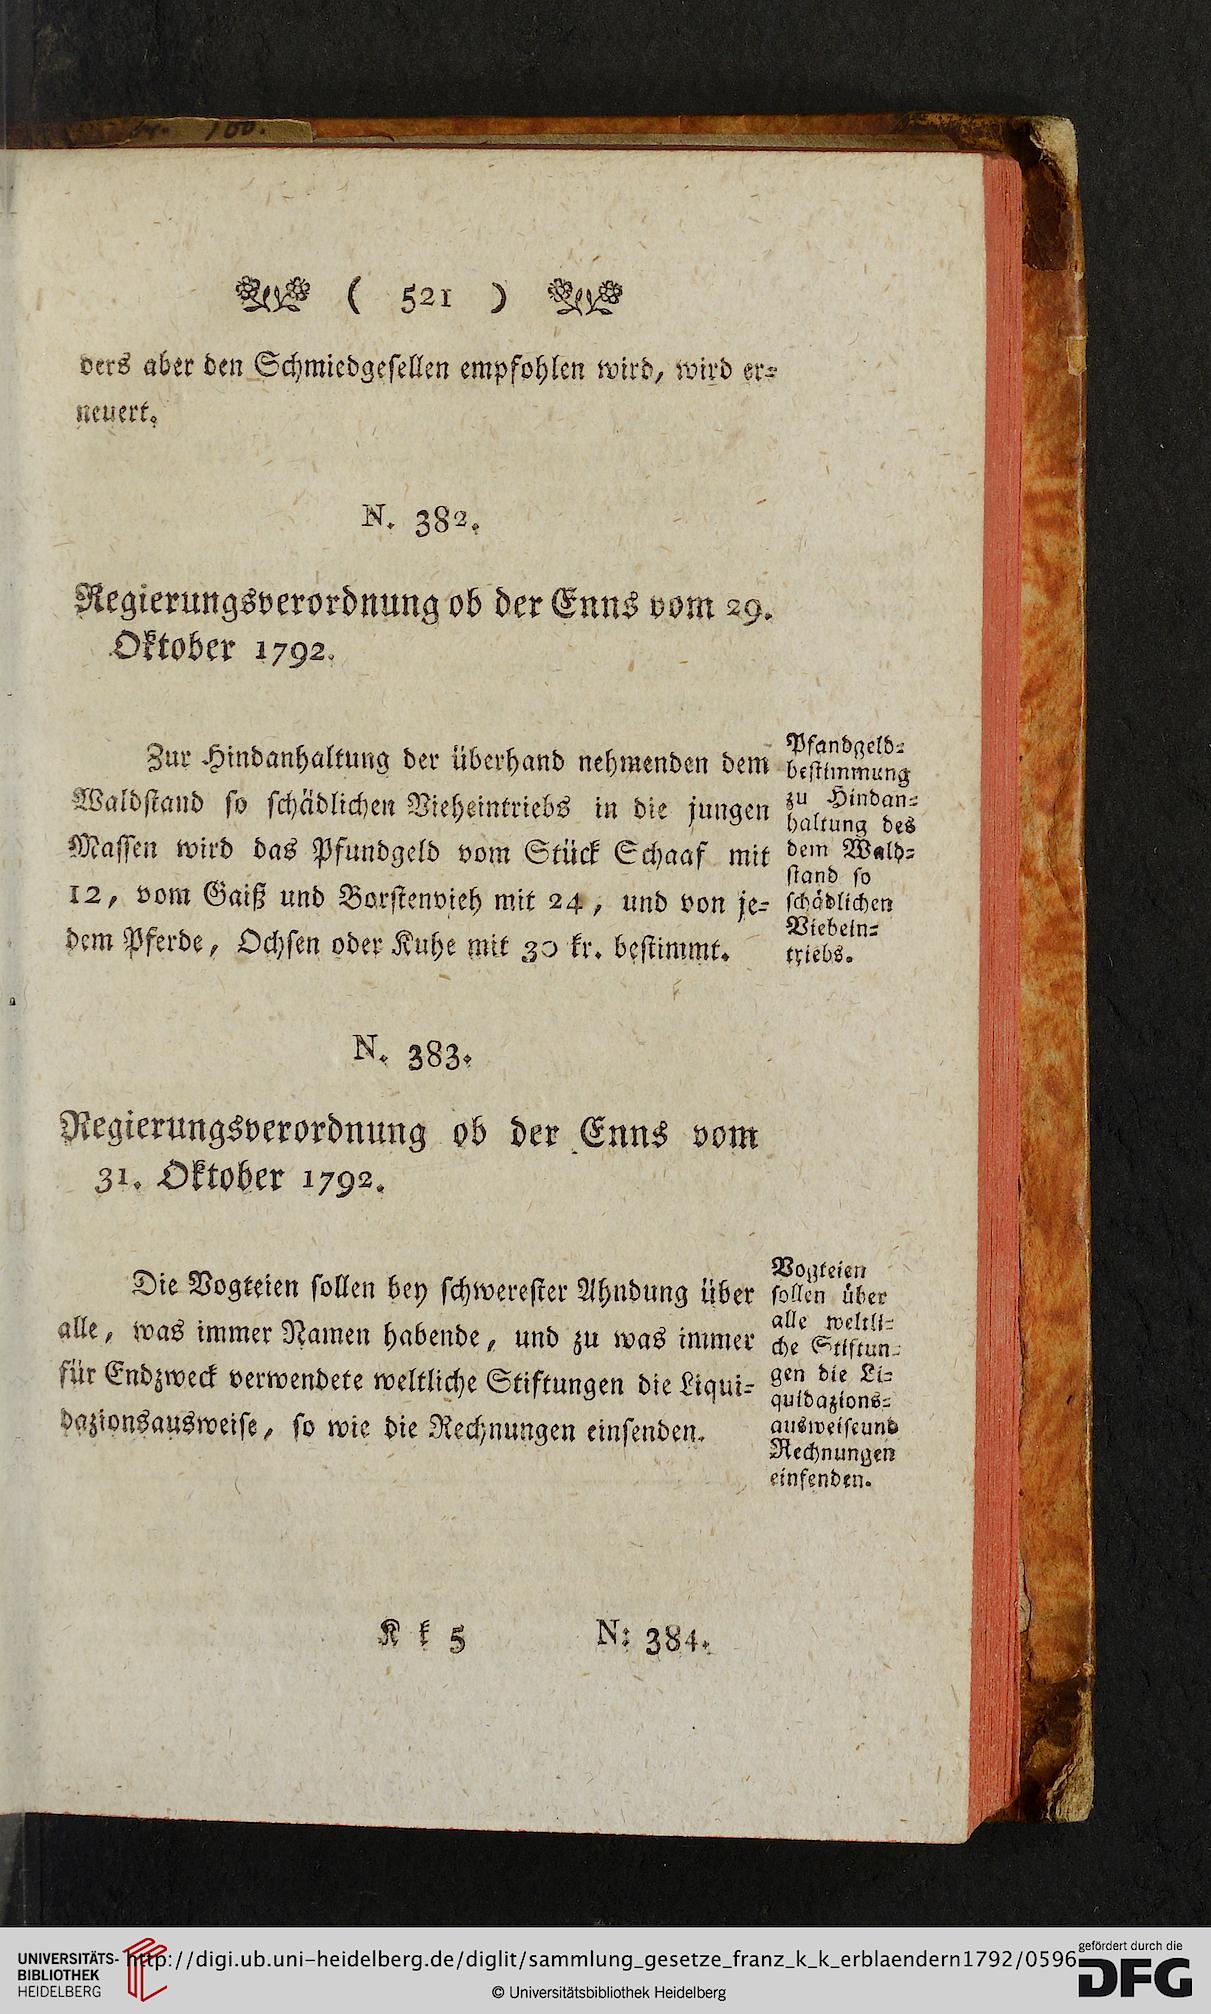 ( 521 )
ders aber den Schmiedgesellen empfohlen wird, wird er-
neuert.
N. 382.
Regierungsverordnung ob der Enns vom 29.
Oktober 1792.
Zur Hindanhaltung der überhand nehmenden dem
Waldstand so schädlichen Vieheintriebs in die jungen
Massen wird das Pfundgeld vom Stück Schaaf mit
12, vom Gaiß und Borstenvieh mit 24, und von je-
dem Pferde, Ochsen oder Kuhe mit 30 kr. bestimmt.
Pfandgeld-
bestimmung
zu Hindan-
haltung des
dem Wald-
stand so
schädlichen
Viehein-
triebs.
N. 383.
Regierungsverordnung ob der Enns vom
31. Oktober 1792.
Die Vogteien sollen bey schwerester Ahndung über
alle, was immer Namen habende, und zu was immer
für Endzweck verwendete weltliche Stiftungen die Liqui-
dazionsausweise, so wie die Rechnungen einsenden.
Vogteien
sollen über
alle weltli-
che Stiftun-
gen die Li-
quidazions-
ausweiseund
Rechnungen
einsenden.
K k 5 N: 384.
UNIVERSITÄTS-
BIBLIOTHEK
HEIDELBERG
http://digi.ub.uni-heidelberg.de/diglit/sammlung_gesetze_franz_k_k_erblaendern1792/0596
© Universitätsbibliothek Heidelberg
gefördert durch die
DFG